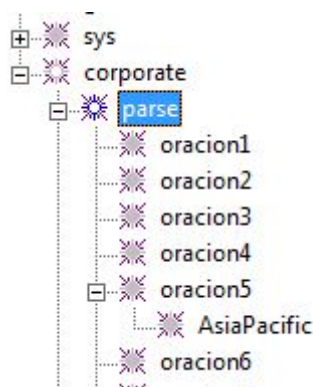 sys
corporate
parse
oracion1
oracion2
oracion3
oracion4
oracion5
AsiaPacific
oracion6